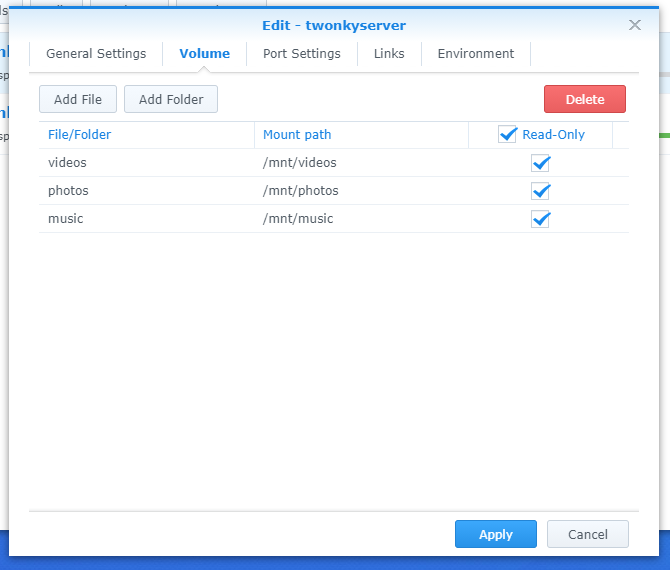 Edit - twonkyserver
General Settings Volume Port Settings Links Environment
Add File Add Folder Delete
File/Folder Mount path Read-Only
videos /mnt/videos
photos /mnt/photos
music /mnt/music
Apply Cancel